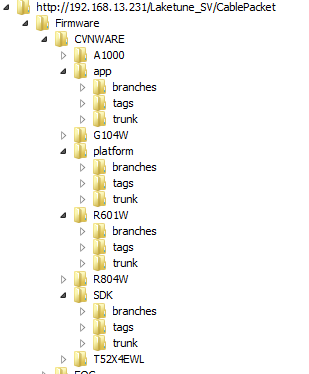 http://192.168.13.231/Laketune_SV/CablePacket
Firmware
CVNWARE
A1000
app
branches
tags
trunk
G104W
platform
branches
tags
trunk
R601W
branches
tags
trunk
R804W
SDK
branches
tags
trunk
T52X4EWL